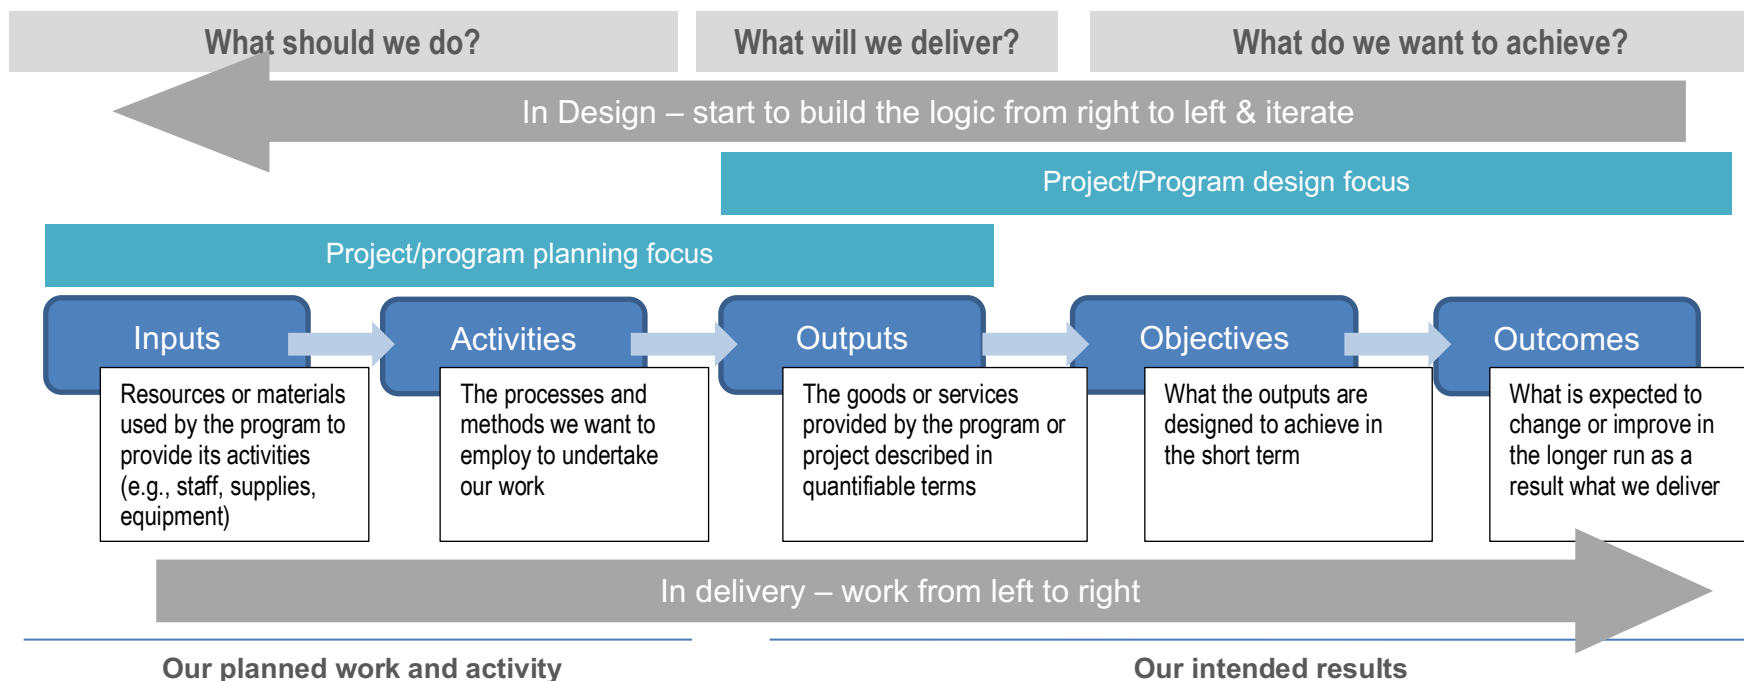 What should we do?
What will we deliver?
What do we want to achieve?
In Design – start to build the logic from right to left & iterate
Project/Program design focus
Project/program planning focus
Inputs
Resources or materials
used by the program to
provide its activities
(e.g., staff, supplies,
equipment)
Activities
The processes and
methods we want to
employ to undertake
our work
Outputs
The goods or services
provided by the program or
project described in
quantifiable terms
Objectives
What the outputs are
designed to achieve in
the short term
Outcomes
What is expected to
change or improve in
the longer run as a
result what we deliver
In delivery – work from left to right
Our planned work and activity
Our intended results